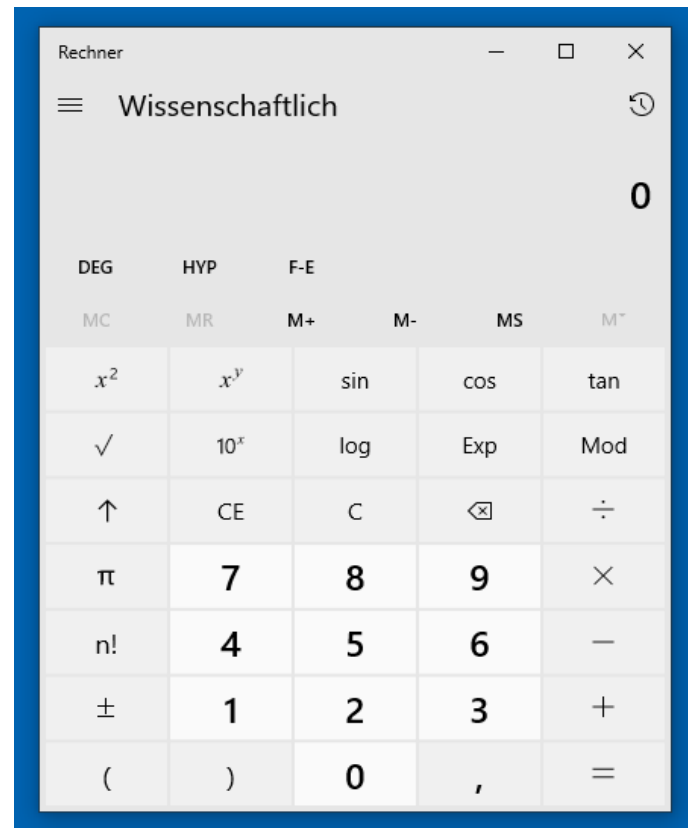 Rechner
Wissenschaftlich
0
DEG HYP F-E
MC MR M+ M- MS M˅
x² xʸ sin cos tan
√ 10ˣ log Exp Mod
↑ CE C ⌫ ÷
π 7 8 9 ×
n! 4 5 6 −
± 1 2 3 +
( ) 0 , =